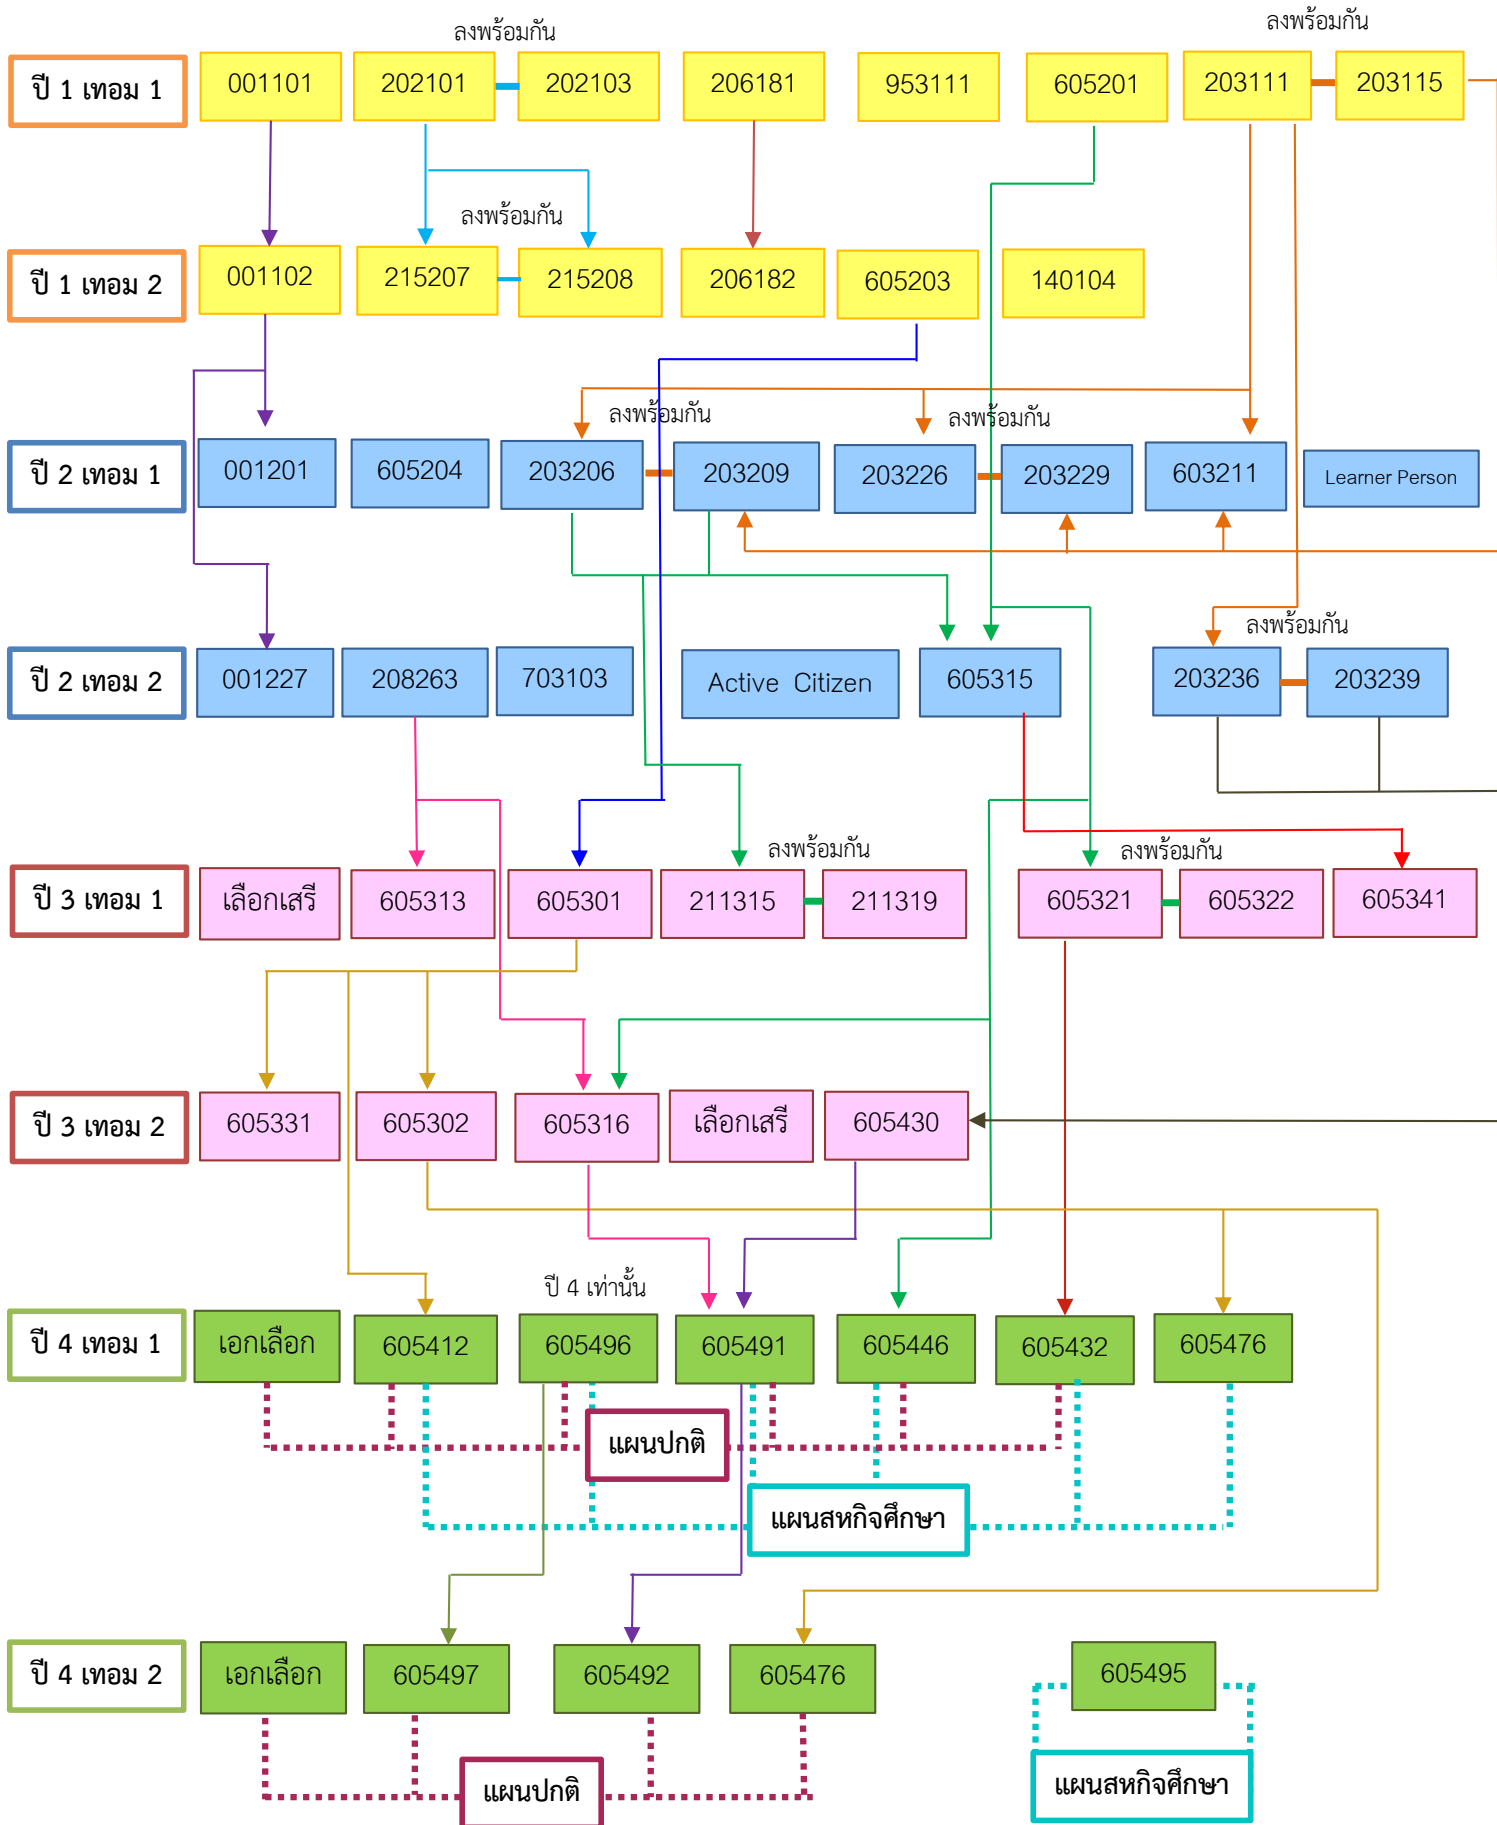 ลงพร้อมกัน
ลงพร้อมกัน
ปี 1 เทอม 1
001101
202101
202103
206181
953111
605201
203111
203115
ลงพร้อมกัน
ปี 1 เทอม 2
001102
215207
215208
206182
605203
140104
ลงพร้อมกัน
ลงพร้อมกัน
ปี 2 เทอม 1
001201
605204
203206
203209
203226
203229
603211
Learner Person
ลงพร้อมกัน
ปี 2 เทอม 2
001227
208263
703103
Active Citizen
605315
203236
203239
ลงพร้อมกัน
ลงพร้อมกัน
ปี 3 เทอม 1
เลือกเสรี
605313
605301
211315
211319
605321
605322
605341
ปี 3 เทอม 2
605331
605302
605316
เลือกเสรี
605430
ปี 4 เท่านั้น
ปี 4 เทอม 1
เอกเลือก
605412
605496
605491
605446
605432
605476
แผนปกติ
แผนสหกิจศึกษา
ปี 4 เทอม 2
เอกเลือก
605497
605492
605476
605495
แผนปกติ
แผนสหกิจศึกษา